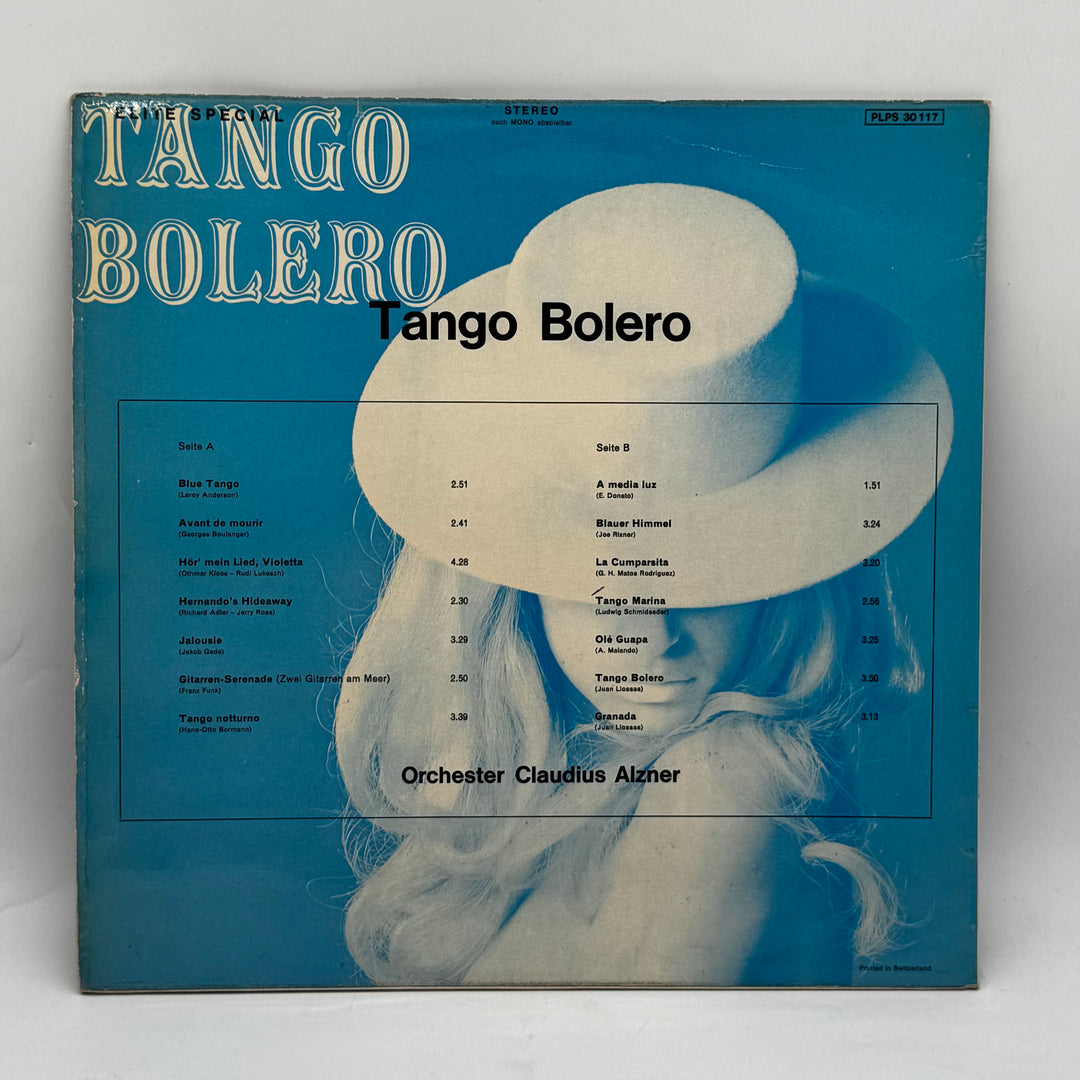 ELITE SPECIAL
STEREO
auch MONO abspielbar
PLPS 30117
TANGO
BOLERO
Tango Bolero
Seite A
Blue Tango 2.51
(Leroy Anderson)
Avant de mourir 2.41
(Georges Boulanger)
Hör' mein Lied, Violetta 4.28
(Othmar Klose – Rudi Lukesch)
Hernando's Hideaway 2.30
(Richard Adler – Jerry Ross)
Jalousie 3.29
(Jakob Gade)
Gitarren-Serenade (Zwei Gitarren am Meer) 2.50
(Franz Funk)
Tango notturno 3.39
(Hans-Otto Bormann)
Seite B
A media luz 1.51
(E. Donato)
Blauer Himmel 3.24
(Joe Rixner)
La Cumparsita 3.20
(G. H. Matos Rodriguez)
Tango Marina 2.56
(Ludwig Schmidseder)
Olé Guapa 3.25
(A. Malando)
Tango Bolero 3.50
(Juan Llossas)
Granada 3.13
(Juan Llossas)
Orchester Claudius Alzner
Printed in Switzerland